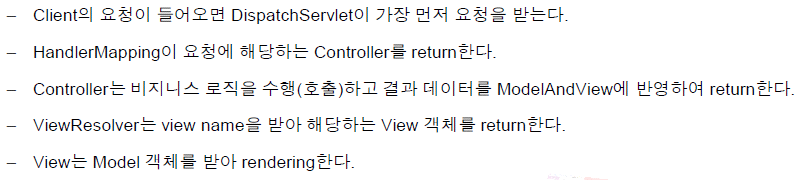 – Client의 요청이 들어오면 DispatchServlet이 가장 먼저 요청을 받는다.
– HandlerMapping이 요청에 해당하는 Controller를 return한다.
– Controller는 비지니스 로직을 수행(호출)하고 결과 데이터를 ModelAndView에 반영하여 return한다.
– ViewResolver는 view name을 받아 해당하는 View 객체를 return한다.
– View는 Model 객체를 받아 rendering한다.